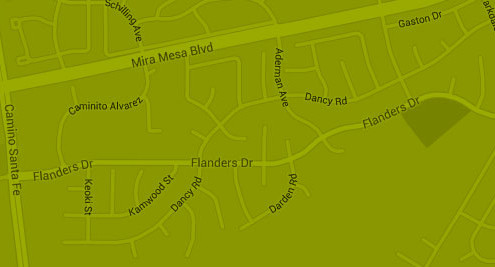 Schilling Ave
Gaston Dr
Mira Mesa Blvd
Aderman Ave
Dancy Rd
Caminito Alvarez
Flanders Dr
Camino Santa Fe
Flanders Dr
Flanders Dr
Keoki St
Kamwood St
Dancy Rd
Darden Rd